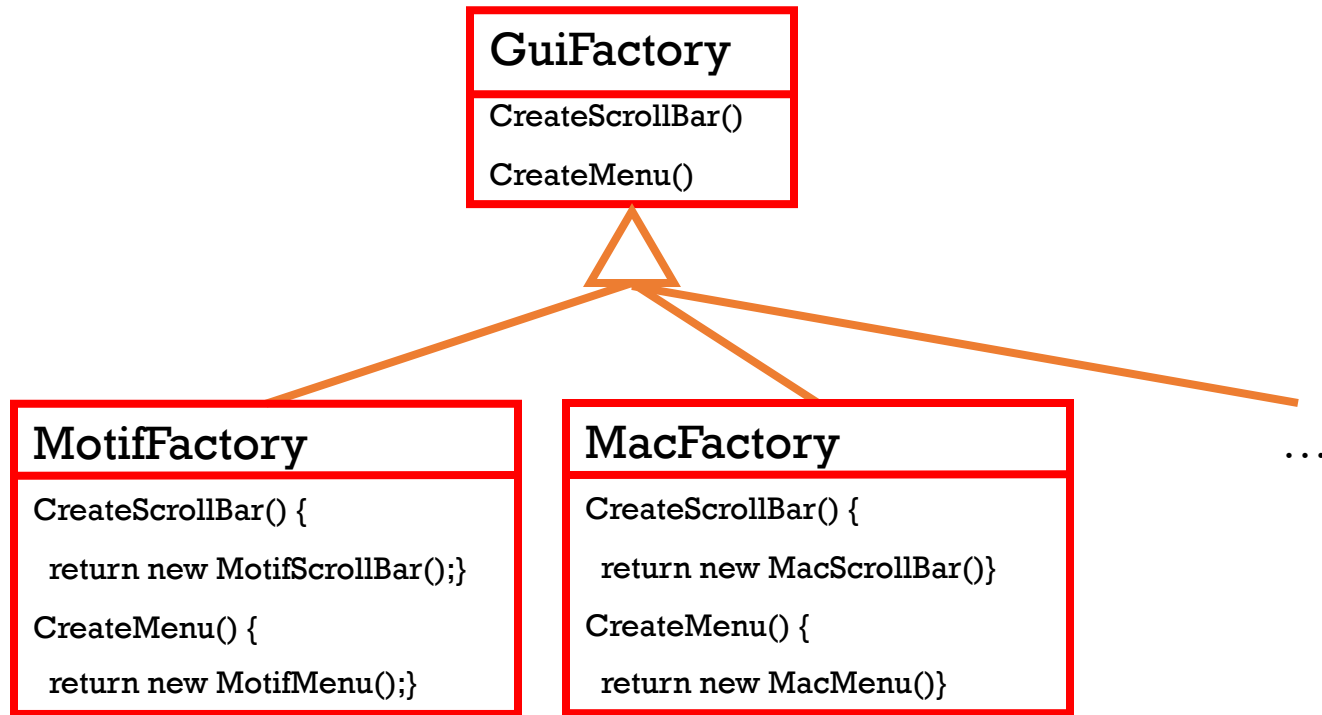 GuiFactory
CreateScrollBar()
CreateMenu()
MotifFactory
CreateScrollBar() {
return new MotifScrollBar();}
CreateMenu() {
return new MotifMenu();}
MacFactory
CreateScrollBar() {
return new MacScrollBar()}
CreateMenu() {
return new MacMenu()}
...